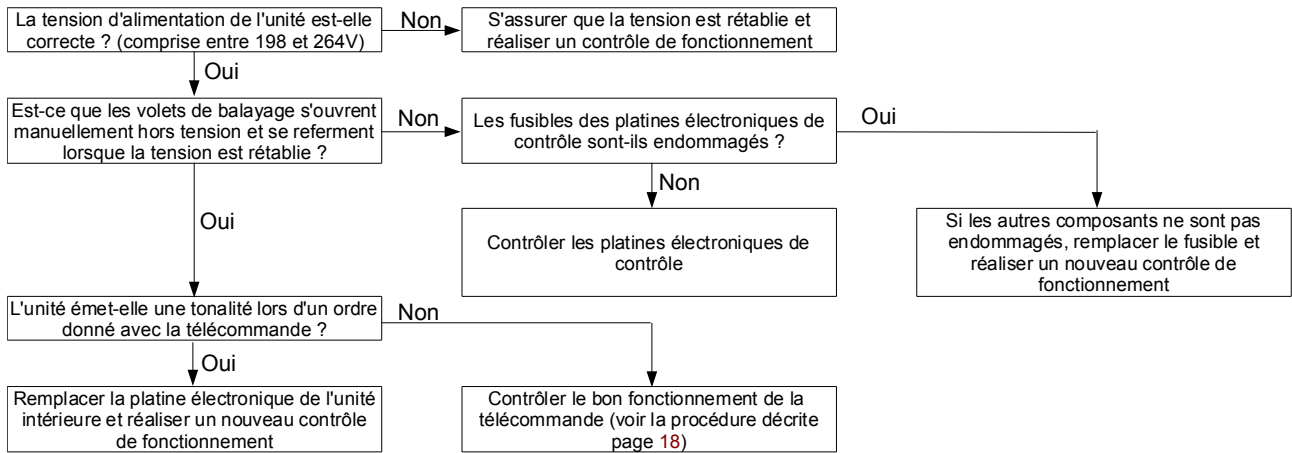 La tension d'alimentation de l'unité est-elle
correcte ? (comprise entre 198 et 264V)
Non
S'assurer que la tension est rétablie et
réaliser un contrôle de fonctionnement
Oui
Est-ce que les volets de balayage s'ouvrent
manuellement hors tension et se referment
lorsque la tension est rétablie ?
Non
Les fusibles des platines électroniques de
contrôle sont-ils endommagés ?
Oui
Non
Oui
Contrôler les platines électroniques de
contrôle
Si les autres composants ne sont pas
endommagés, remplacer le fusible et
réaliser un nouveau contrôle de
fonctionnement
L'unité émet-elle une tonalité lors d'un ordre
donné avec la télécommande ?
Non
Oui
Remplacer la platine électronique de l'unité
intérieure et réaliser un nouveau contrôle
de fonctionnement
Contrôler le bon fonctionnement de la
télécommande (voir la procédure décrite
page 18)